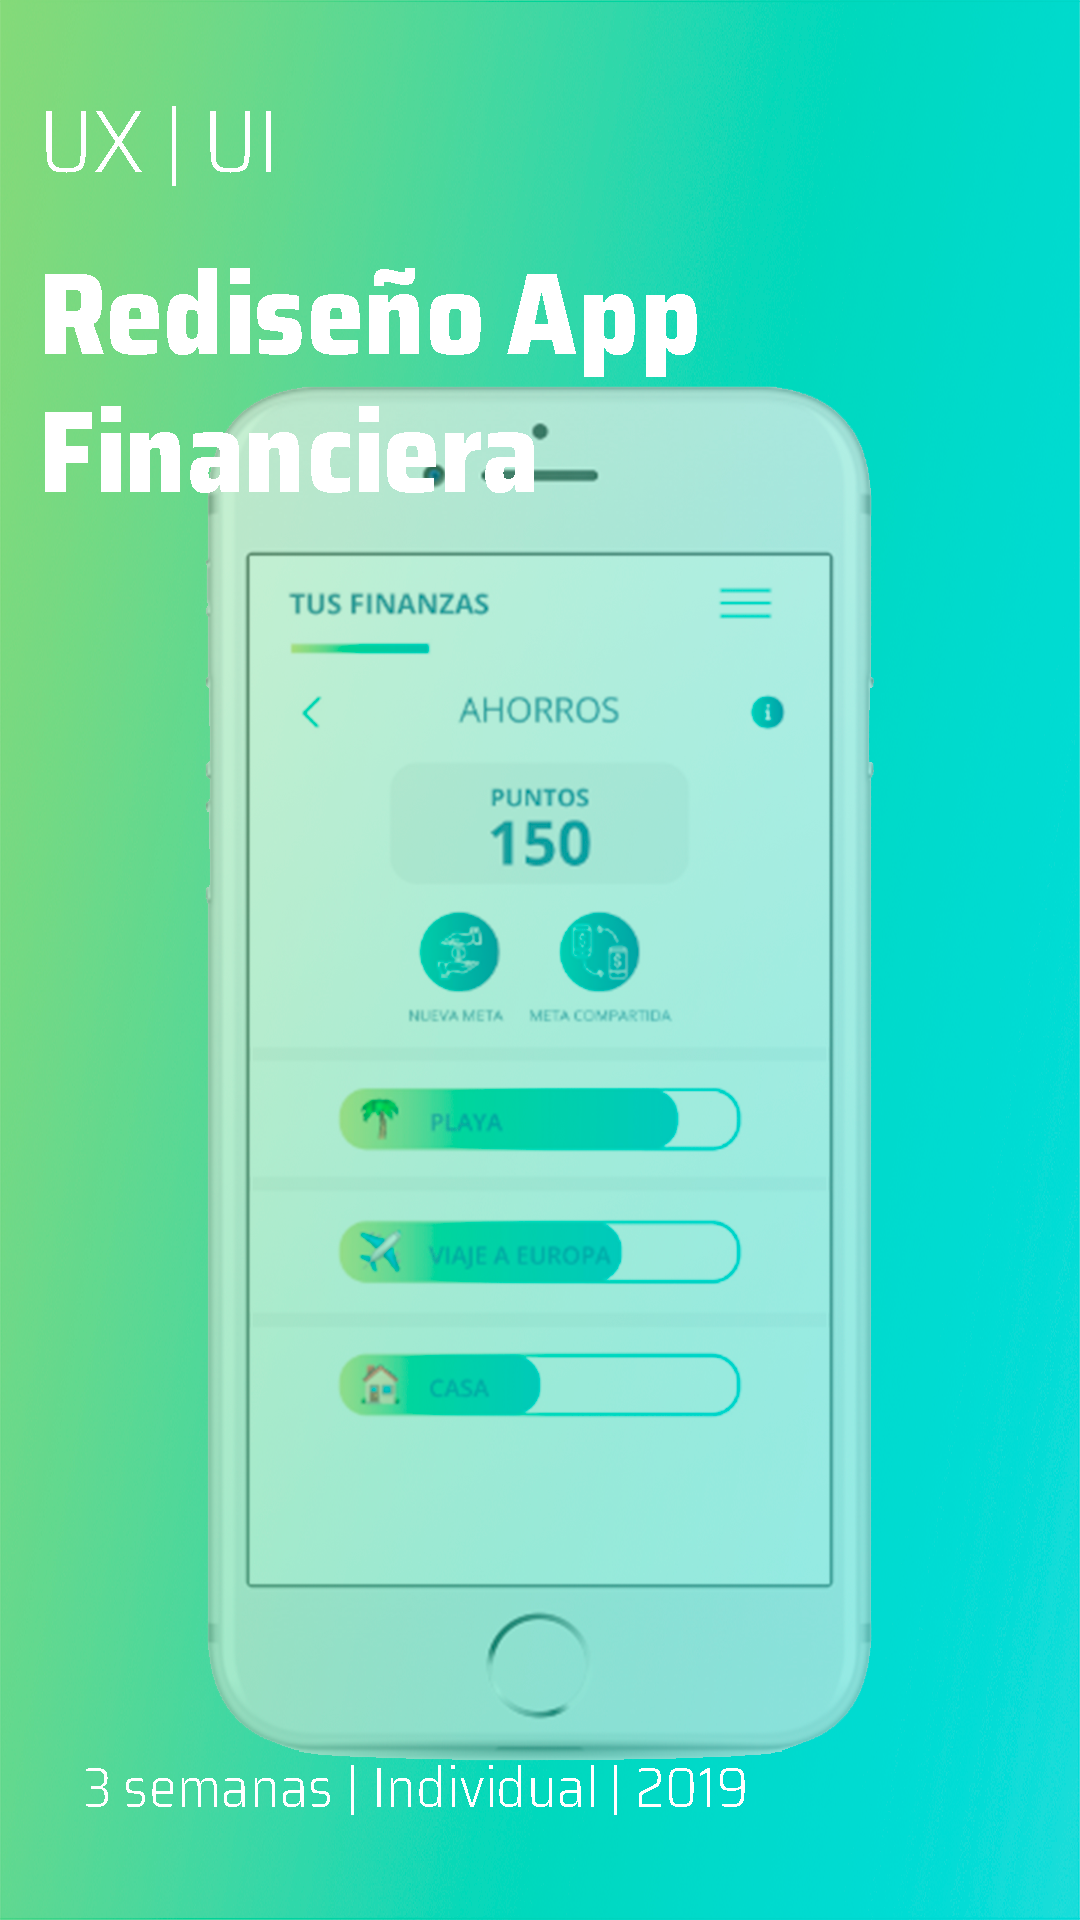 UX | UI
Rediseño App
Financiera
TUS FINANZAS
AHORROS
i
PUNTOS
150
NUEVA META
META COMPARTIDA
PLAYA
VIAJE A EUROPA
CASA
3 semanas | Individual | 2019